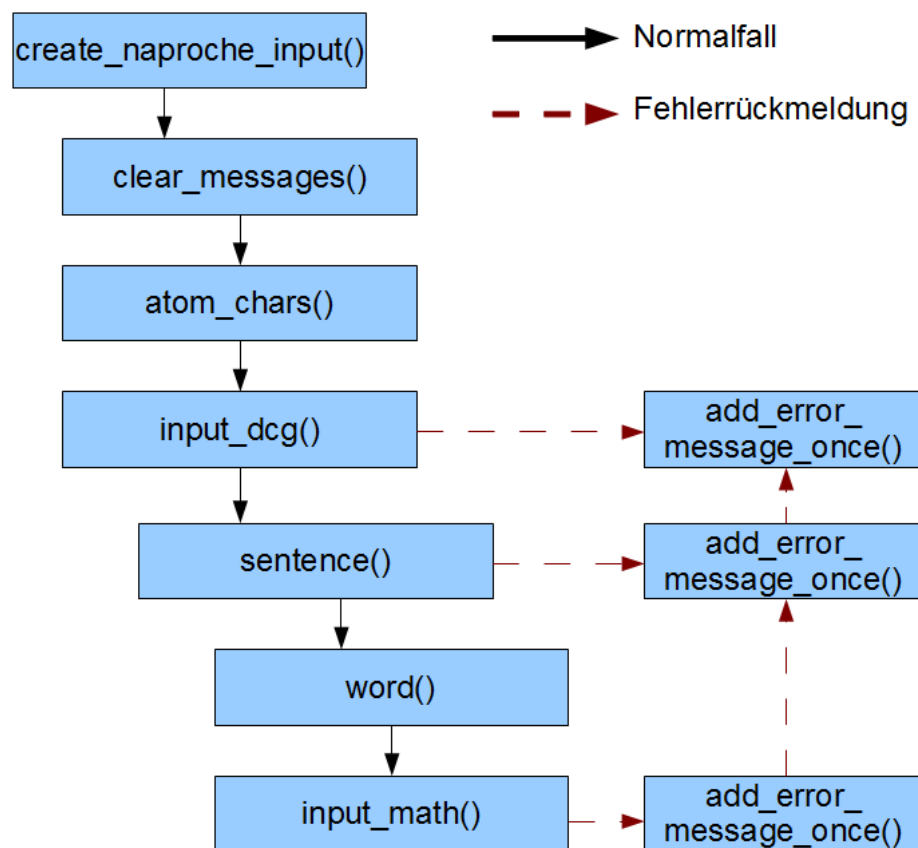 create_naproche_input()
Normalfall
Fehlerrückmeldung
clear_messages()
atom_chars()
input_dcg()
add_error_
message_once()
sentence()
add_error_
message_once()
word()
input_math()
add_error_
message_once()